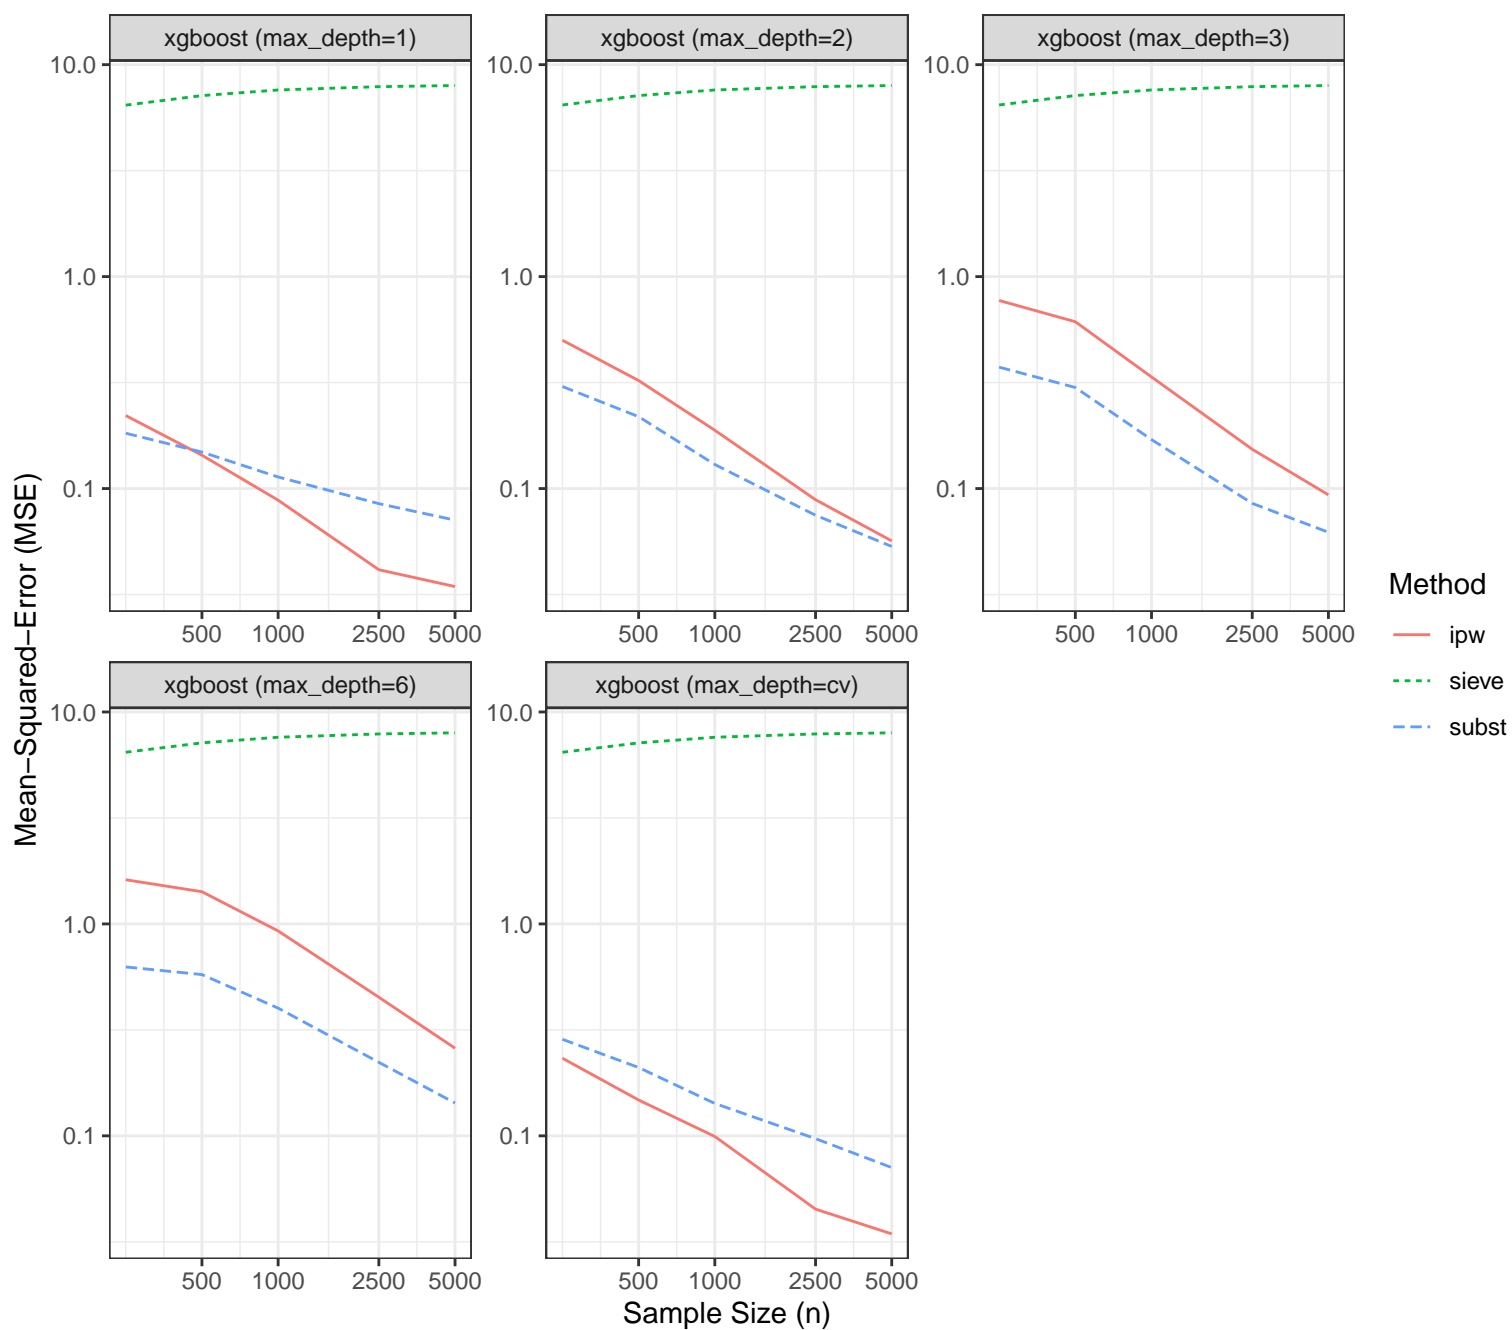 xgboost (max_depth=1)
xgboost (max_depth=2)
xgboost (max_depth=3)
10.0
1.0
0.1
10.0
1.0
0.1
10.0
1.0
0.1
500 1000 2500 5000
500 1000 2500 5000
500 1000 2500 5000
xgboost (max_depth=6)
xgboost (max_depth=cv)
10.0
1.0
0.1
10.0
1.0
0.1
500 1000 2500 5000
500 1000 2500 5000
Mean−Squared−Error (MSE)
Sample Size (n)
Method
ipw
sieve
subst